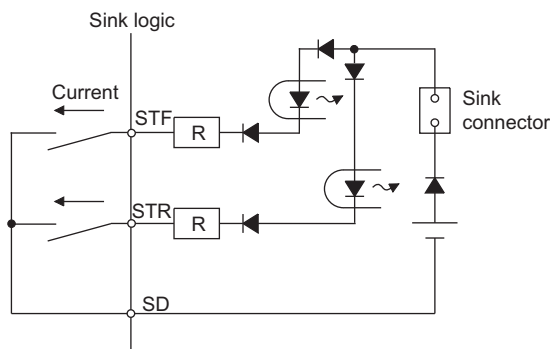 Sink logic
Current
STF
R
Sink
connector
STR
R
SD